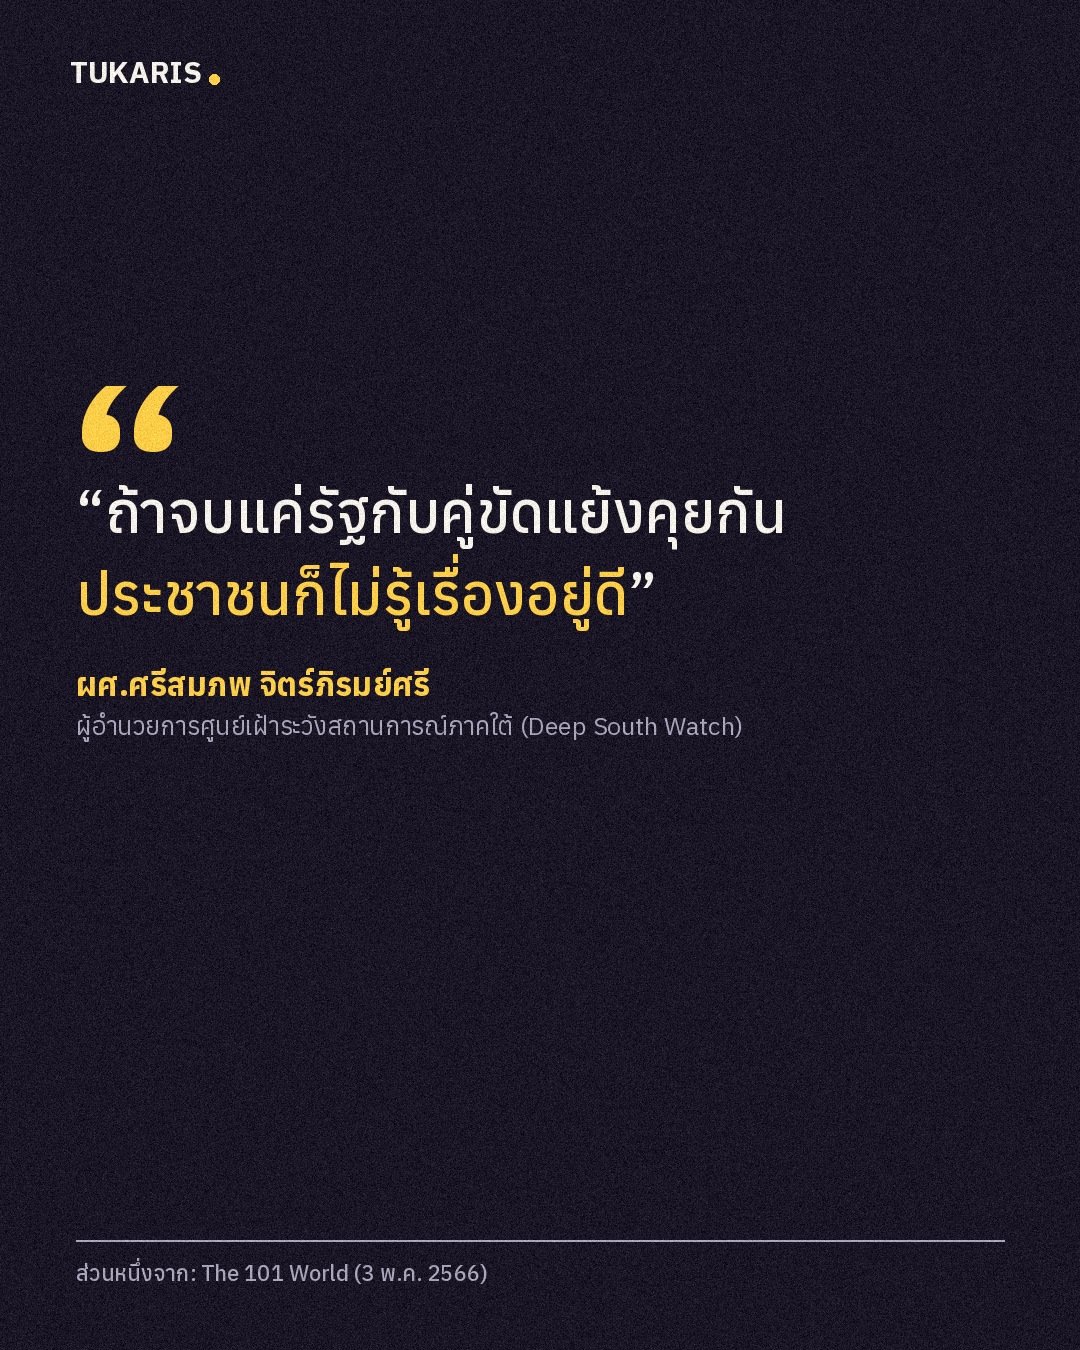 TUKARIS.
“ถ้าจบแค่รัฐกับคู่ขัดแย้งคุยกัน
ประชาชนก็ไม่รู้เรื่องอยู่ดี”
ผศ.ศรีสมภพ จิตร์ภิรมย์ศรี
ผู้อำนวยการศูนย์เฝ้าระวังสถานการณ์ภาคใต้ (Deep South Watch)
ส่วนหนึ่งจาก: The 101 World (3 พ.ค. 2566)